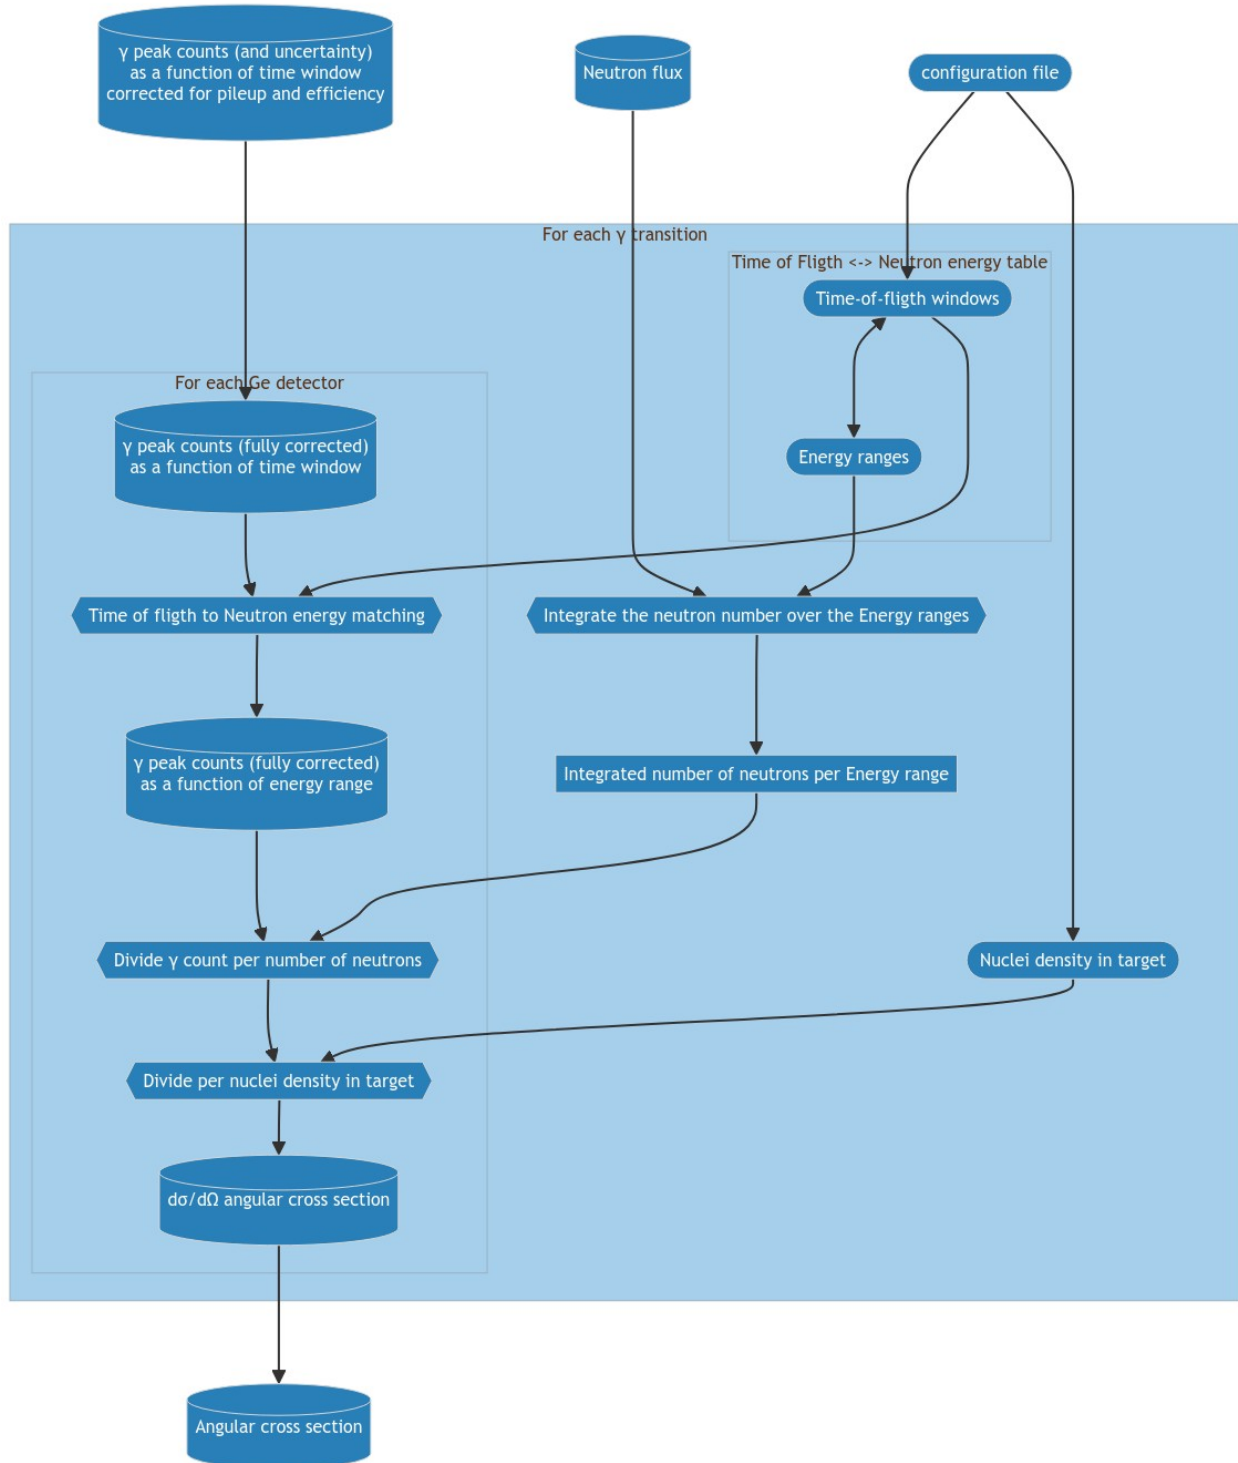 γ peak counts (and uncertainty)
as a function of time window
corrected for pileup and efficiency
Neutron flux
configuration file
For each γ transition
Time of Fligth <-> Neutron energy table
Time-of-fligth windows
For each Ge detector
γ peak counts (fully corrected)
as a function of time window
Energy ranges
Time of fligth to Neutron energy matching
Integrate the neutron number over the Energy ranges
γ peak counts (fully corrected)
as a function of energy range
Integrated number of neutrons per Energy range
Divide γ count per number of neutrons
Nuclei density in target
Divide per nuclei density in target
dσ/dΩ angular cross section
Angular cross section